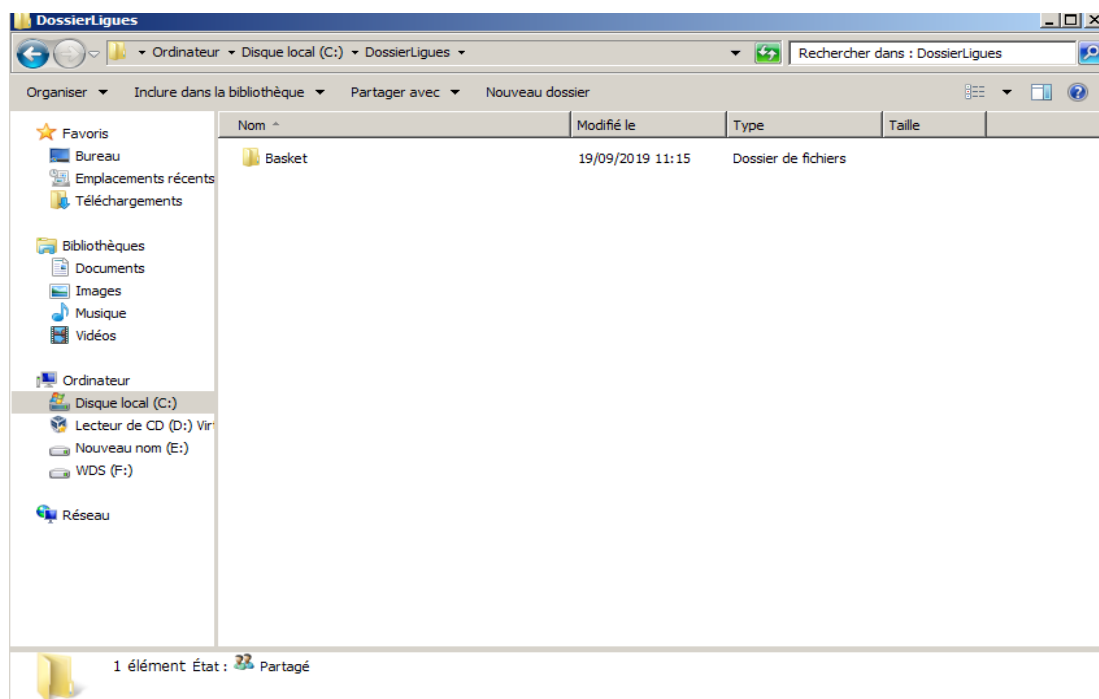 DossierLigues
Ordinateur Disque local (C:) DossierLigues
Rechercher dans : DossierLigues
Organiser Inclure dans la bibliothèque Partager avec Nouveau dossier
Nom Modifié le Type Taille
Basket 19/09/2019 11:15 Dossier de fichiers
Favoris
Bureau
Emplacements récents
Téléchargements
Bibliothèques
Documents
Images
Musique
Vidéos
Ordinateur
Disque local (C:)
Lecteur de CD (D:)
Nouveau nom (E:)
WDS (F:)
Réseau
1 élément État : Partagé